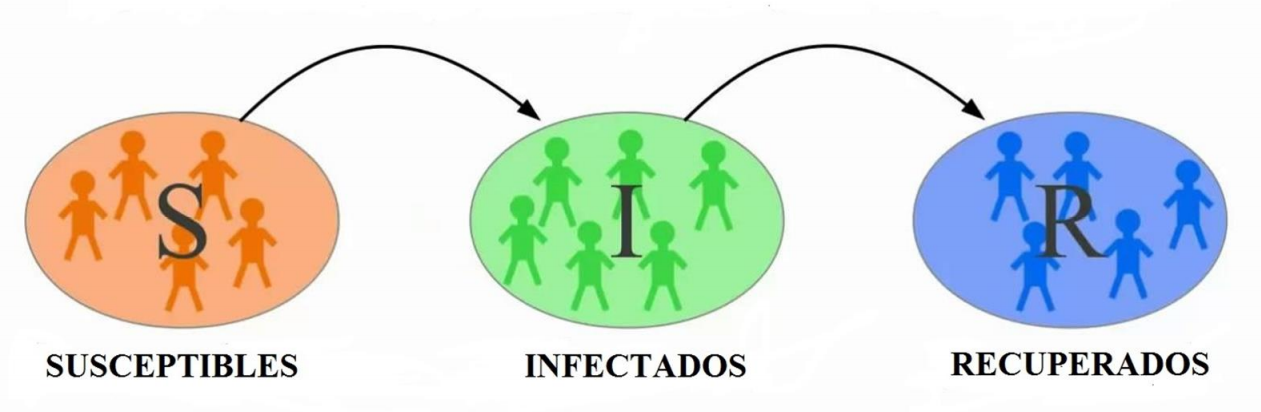 S
I
R
SUSCEPTIBLES
INFECTADOS
RECUPERADOS